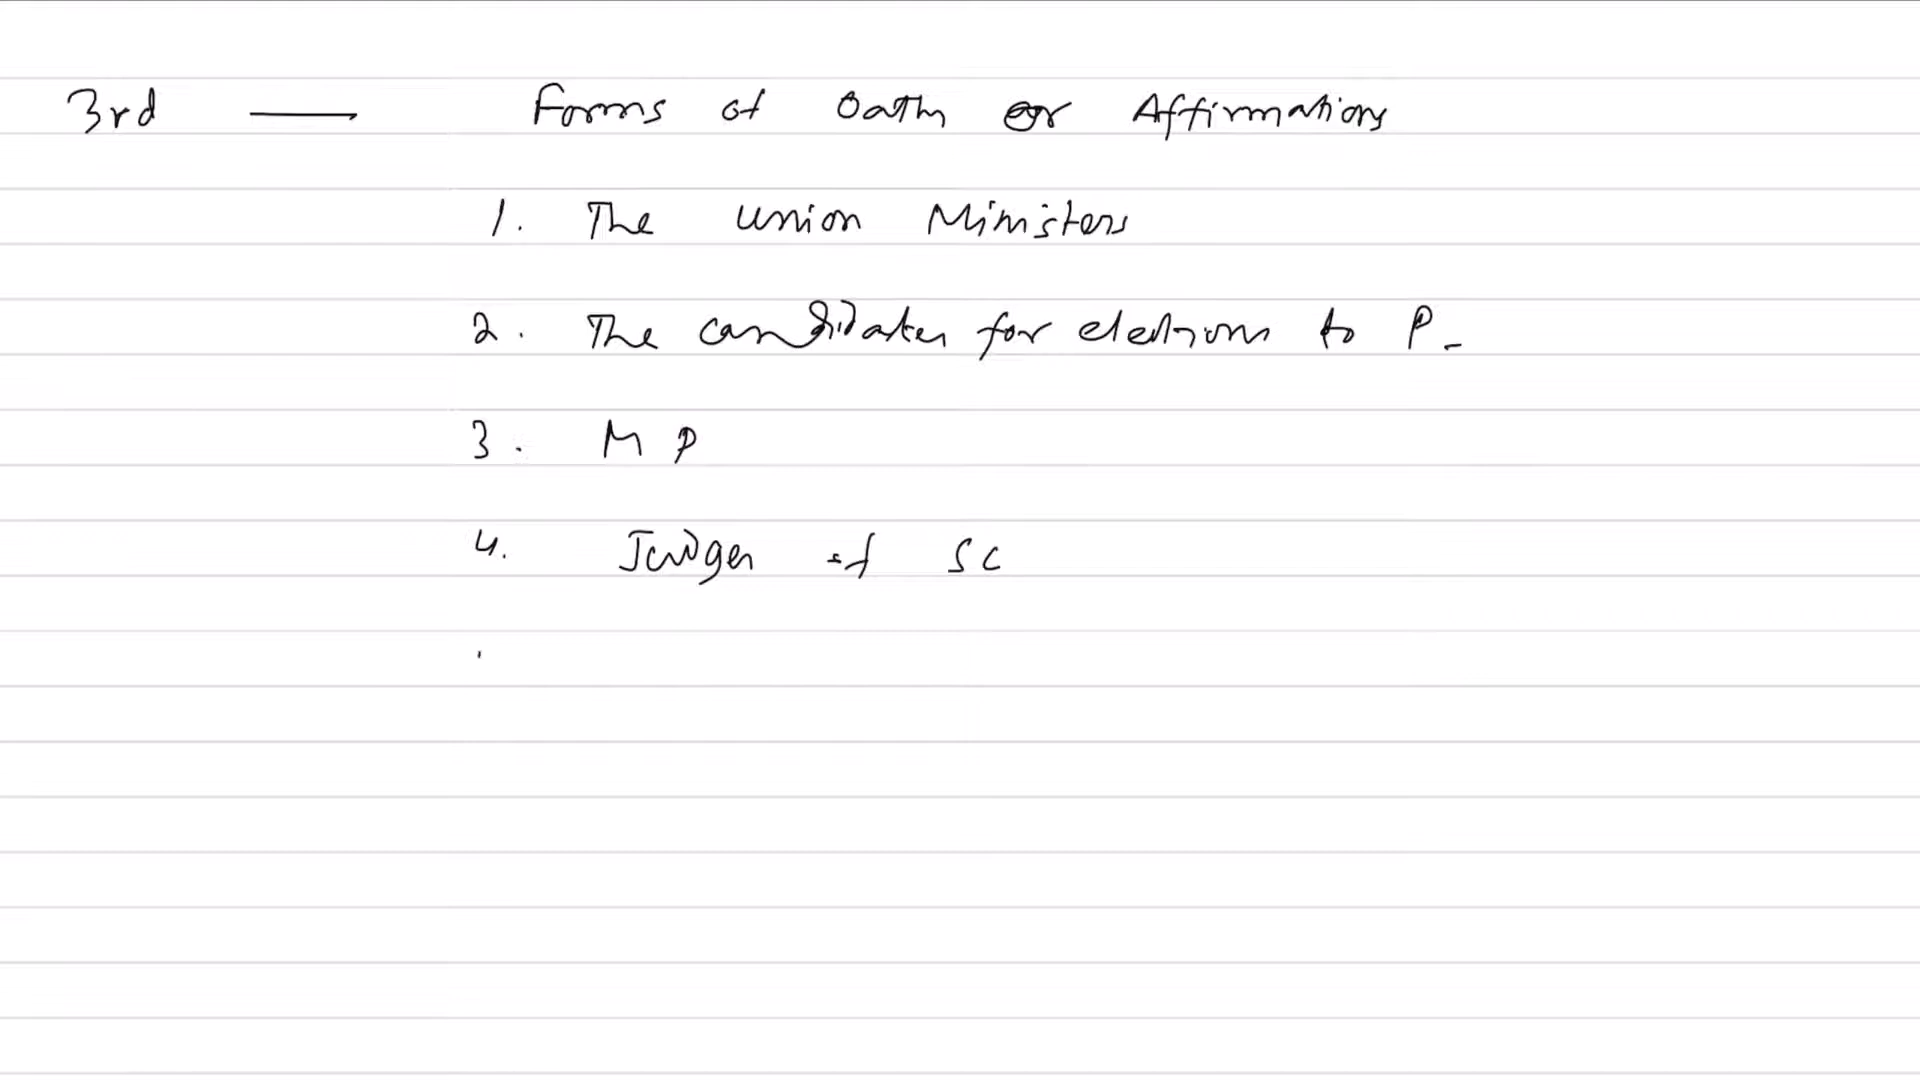 3rd — Forms of Oath or Affirmations
1. The Union Ministers
2. The candidates for elections to P.
3. MP
4. Judges of SC